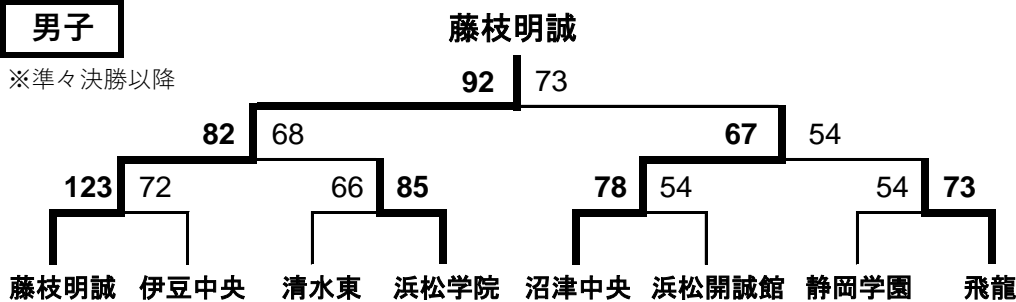 男子
藤枝明誠
※準々決勝以降
92 73
82 68 67 54
123 72 66 85 78 54 54 73
藤枝明誠 伊豆中央 清水東 浜松学院 沼津中央 浜松開誠館 静岡学園 飛龍